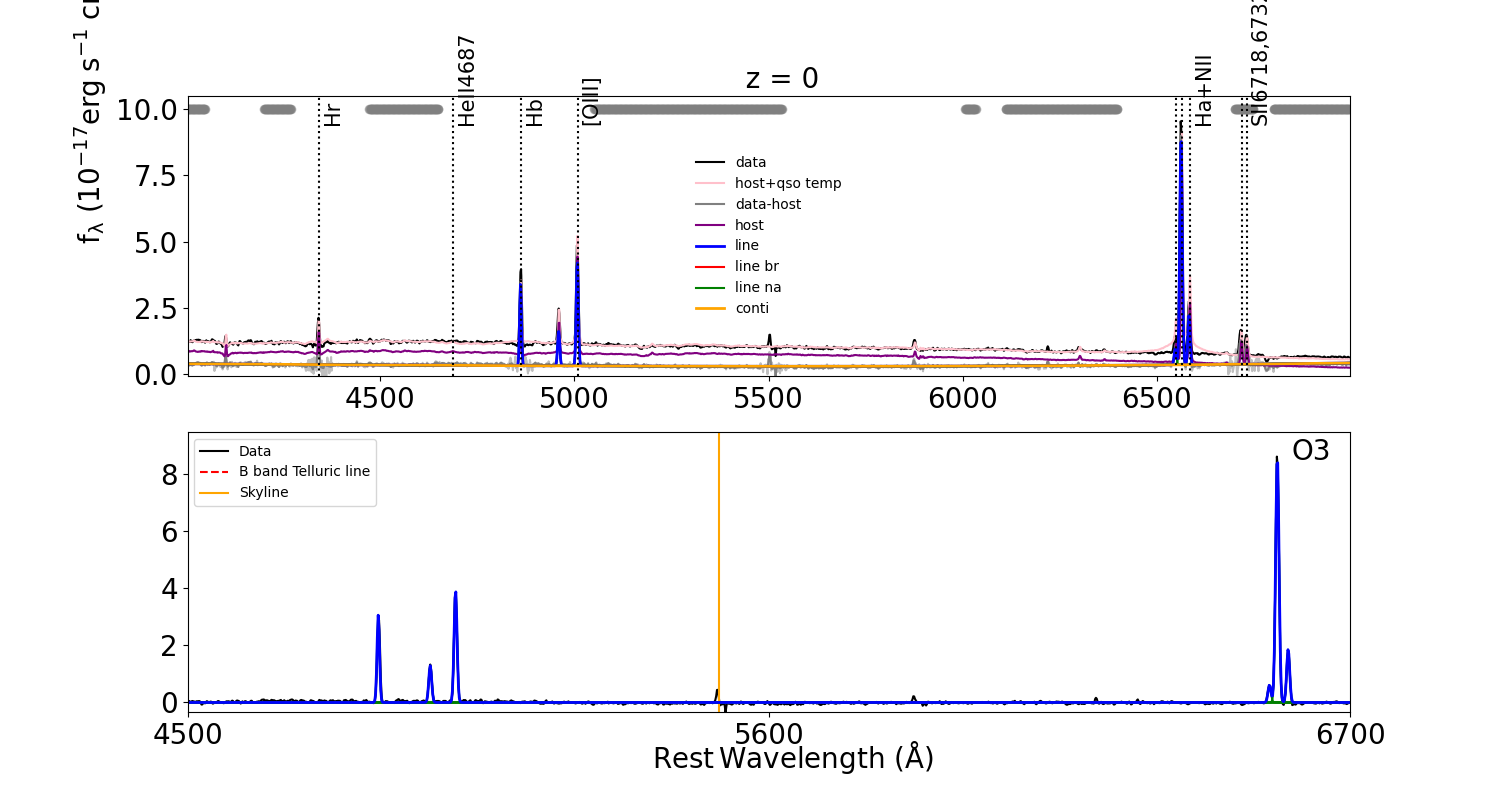 z = 0
f_λ (10^−17 erg s^−1
Hr
HeII4687
Hb
[OIII]
Ha+NII
SII6718,673
10.0
7.5
5.0
2.5
0.0
data
host+qso temp
data-host
host
line
line br
line na
conti
4500 5000 5500 6000 6500
O3
Data
B band Telluric line
Skyline
8
6
4
2
0
4500 5600 6700
Rest Wavelength (Å)